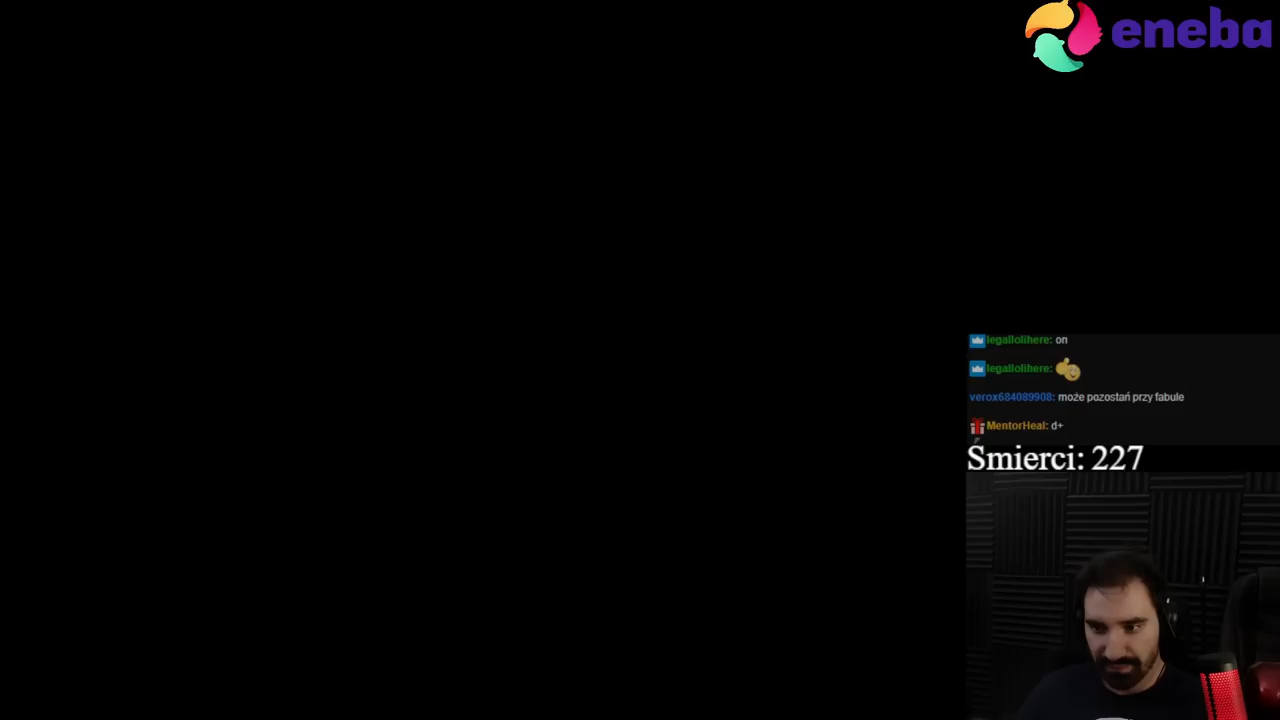 eneba
legallolihere: on
legallolihere:
verox684089908: może pozostań przy fabule
MentorHeal: d+
Śmierci: 227